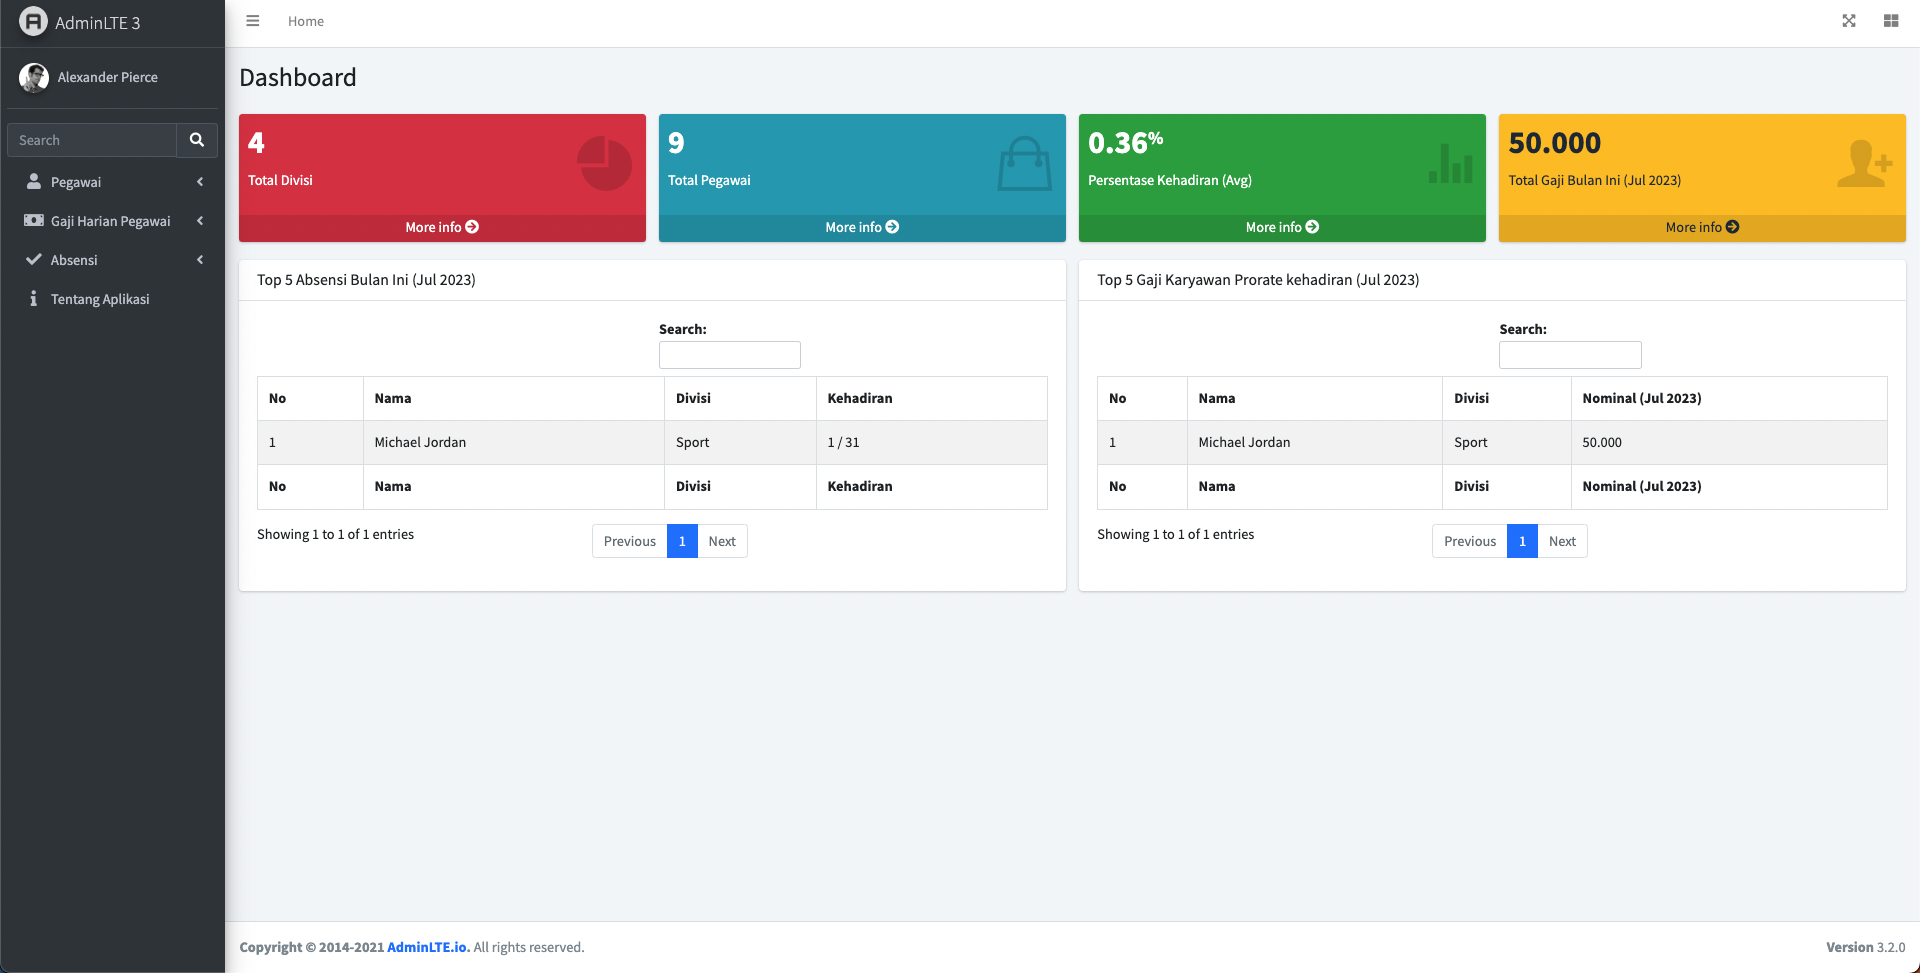 AdminLTE 3
Home
Alexander Pierce
Search
Pegawai
Gaji Harian Pegawai
Absensi
Tentang Aplikasi
Dashboard
4
Total Divisi
More info
9
Total Pegawai
More info
0.36%
Persentase Kehadiran (Avg)
More info
50.000
Total Gaji Bulan Ini (Jul 2023)
More info
Top 5 Absensi Bulan Ini (Jul 2023)
Search:
No Nama Divisi Kehadiran
1 Michael Jordan Sport 1 / 31
No Nama Divisi Kehadiran
Showing 1 to 1 of 1 entries
Previous 1 Next
Top 5 Gaji Karyawan Prorate kehadiran (Jul 2023)
Search:
No Nama Divisi Nominal (Jul 2023)
1 Michael Jordan Sport 50.000
No Nama Divisi Nominal (Jul 2023)
Showing 1 to 1 of 1 entries
Previous 1 Next
Copyright © 2014-2021 AdminLTE.io. All rights reserved.
Version 3.2.0